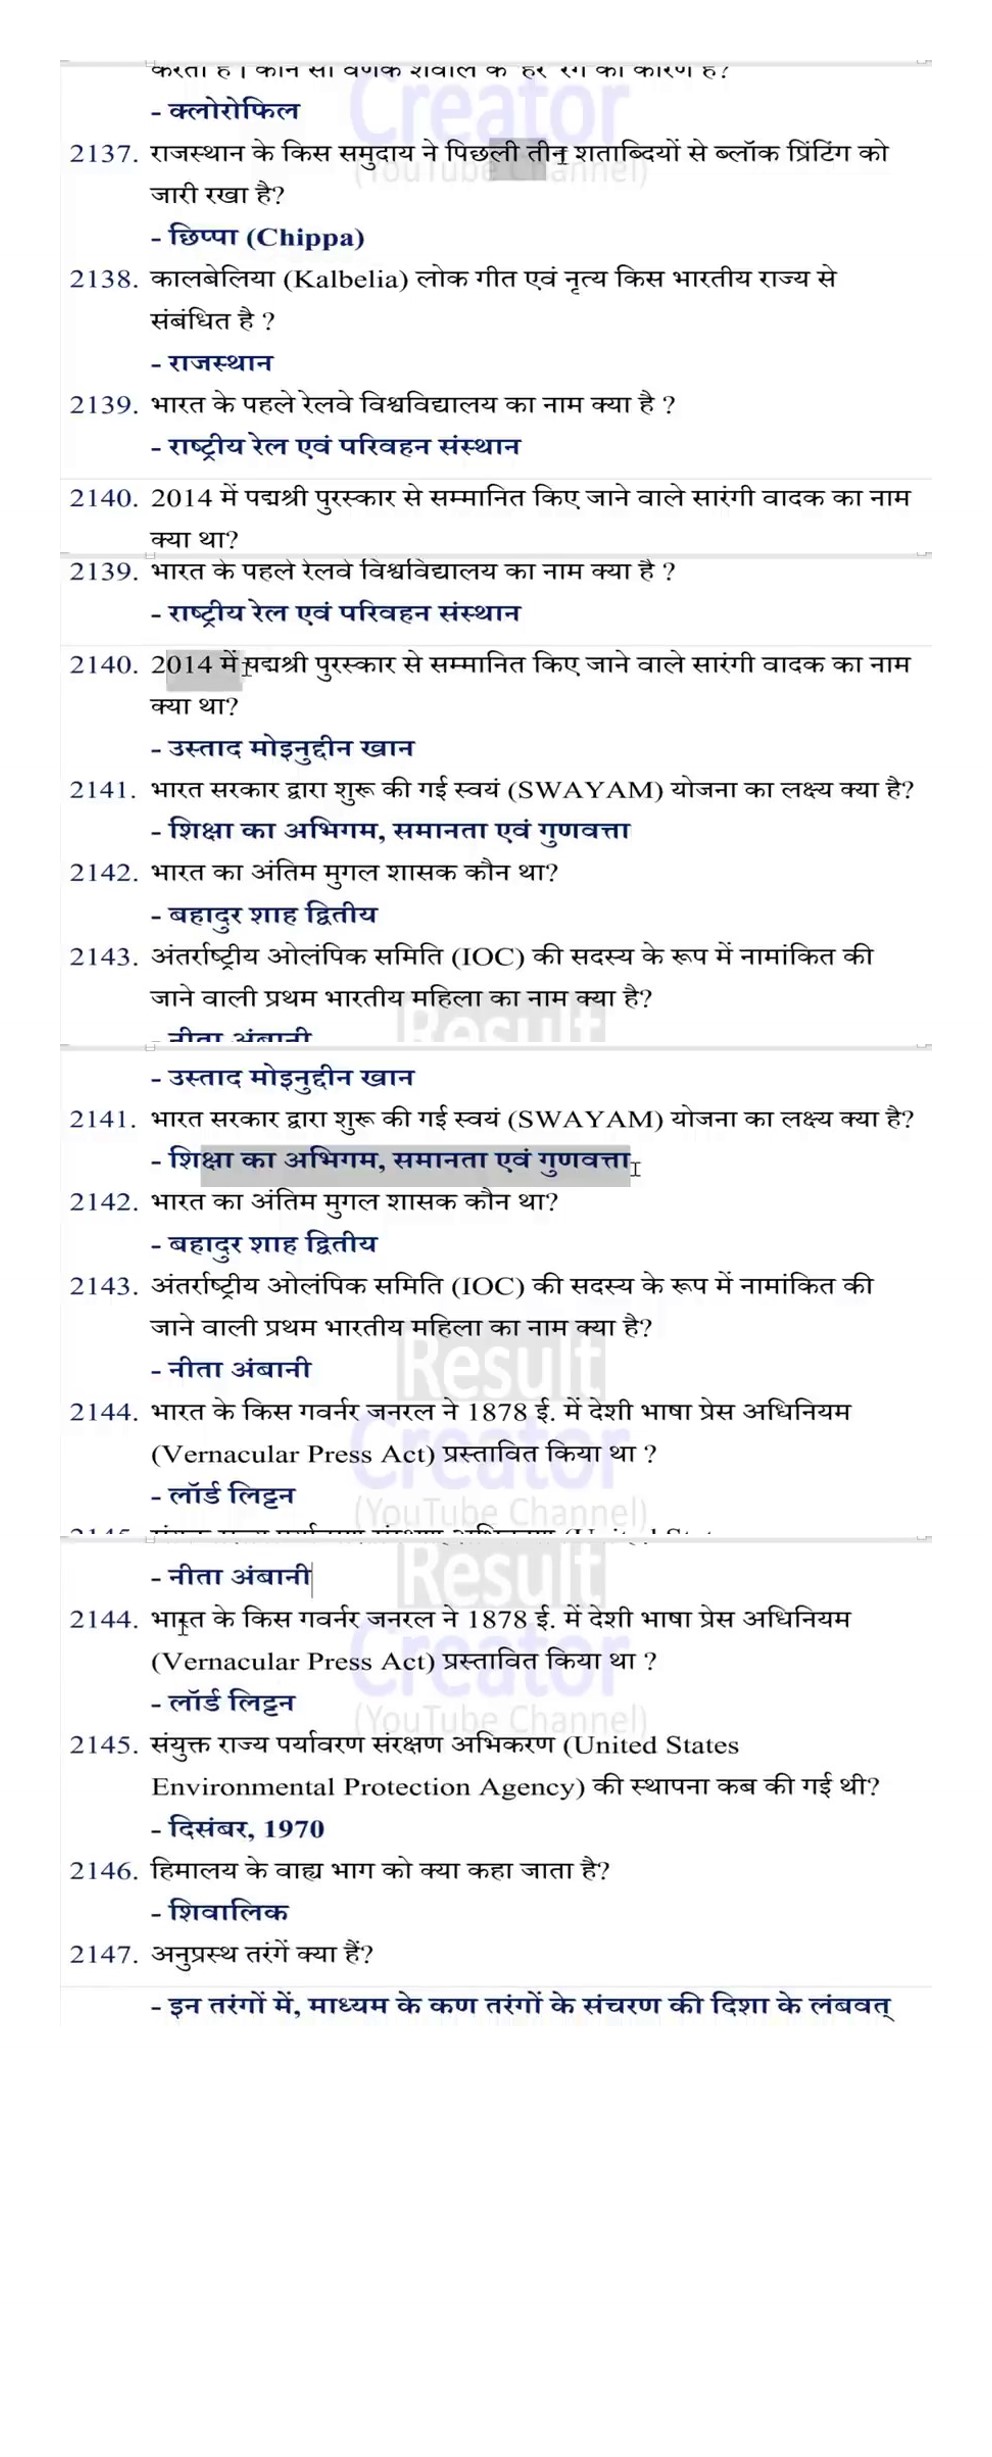 करता है । कौन सा वर्णक शैवाल के हरे रंग का कारण है?
- क्लोरोफिल
Creator
2137. राजस्थान के किस समुदाय ने पिछली तीन शताब्दियों से ब्लॉक प्रिंटिंग को
(YouTube Channel)
जारी रखा है?
- छिप्पा (Chippa)
2138. कालबेलिया (Kalbelia) लोक गीत एवं नृत्य किस भारतीय राज्य से
संबंधित है ?
- राजस्थान
2139. भारत के पहले रेलवे विश्वविद्यालय का नाम क्या है ?
- राष्ट्रीय रेल एवं परिवहन संस्थान
2140. 2014 में पद्मश्री पुरस्कार से सम्मानित किए जाने वाले सारंगी वादक का नाम
क्या था?
2139. भारत के पहले रेलवे विश्वविद्यालय का नाम क्या है ?
- राष्ट्रीय रेल एवं परिवहन संस्थान
2140. 2014 में पद्मश्री पुरस्कार से सम्मानित किए जाने वाले सारंगी वादक का नाम
क्या था?
- उस्ताद मोइनुद्दीन खान
2141. भारत सरकार द्वारा शुरू की गई स्वयं (SWAYAM) योजना का लक्ष्य क्या है?
- शिक्षा का अभिगम, समानता एवं गुणवत्ता
2142. भारत का अंतिम मुगल शासक कौन था?
- बहादुर शाह द्वितीय
2143. अंतर्राष्ट्रीय ओलंपिक समिति (IOC) की सदस्य के रूप में नामांकित की
जाने वाली प्रथम भारतीय महिला का नाम क्या है?
Result
- नीता अंबानी
- उस्ताद मोइनुद्दीन खान
2141. भारत सरकार द्वारा शुरू की गई स्वयं (SWAYAM) योजना का लक्ष्य क्या है?
- शिक्षा का अभिगम, समानता एवं गुणवत्ता
2142. भारत का अंतिम मुगल शासक कौन था?
- बहादुर शाह द्वितीय
2143. अंतर्राष्ट्रीय ओलंपिक समिति (IOC) की सदस्य के रूप में नामांकित की
जाने वाली प्रथम भारतीय महिला का नाम क्या है?
Result
- नीता अंबानी
2144. भारत के किस गवर्नर जनरल ने 1878 ई. में देशी भाषा प्रेस अधिनियम
Creator
(Vernacular Press Act) प्रस्तावित किया था ?
- लॉर्ड लिट्टन
(YouTube Channel)
Result
- नीता अंबानी
2144. भारत के किस गवर्नर जनरल ने 1878 ई. में देशी भाषा प्रेस अधिनियम
Creator
(Vernacular Press Act) प्रस्तावित किया था ?
- लॉर्ड लिट्टन
(YouTube Channel)
2145. संयुक्त राज्य पर्यावरण संरक्षण अभिकरण (United States
Environmental Protection Agency) की स्थापना कब की गई थी?
- दिसंबर, 1970
2146. हिमालय के वाह्य भाग को क्या कहा जाता है?
- शिवालिक
2147. अनुप्रस्थ तरंगें क्या हैं?
- इन तरंगों में, माध्यम के कण तरंगों के संचरण की दिशा के लंबवत्